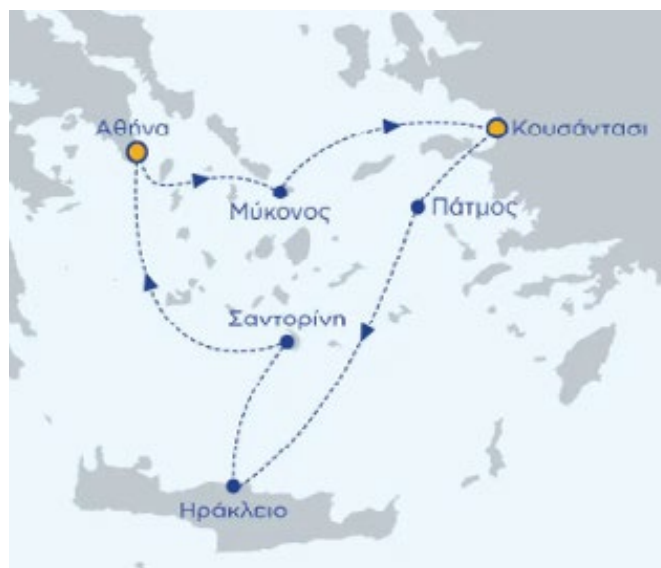 Αθήνα
Κουσάντασι
Μύκονος
Πάτμος
Σαντορίνη
Ηράκλειο